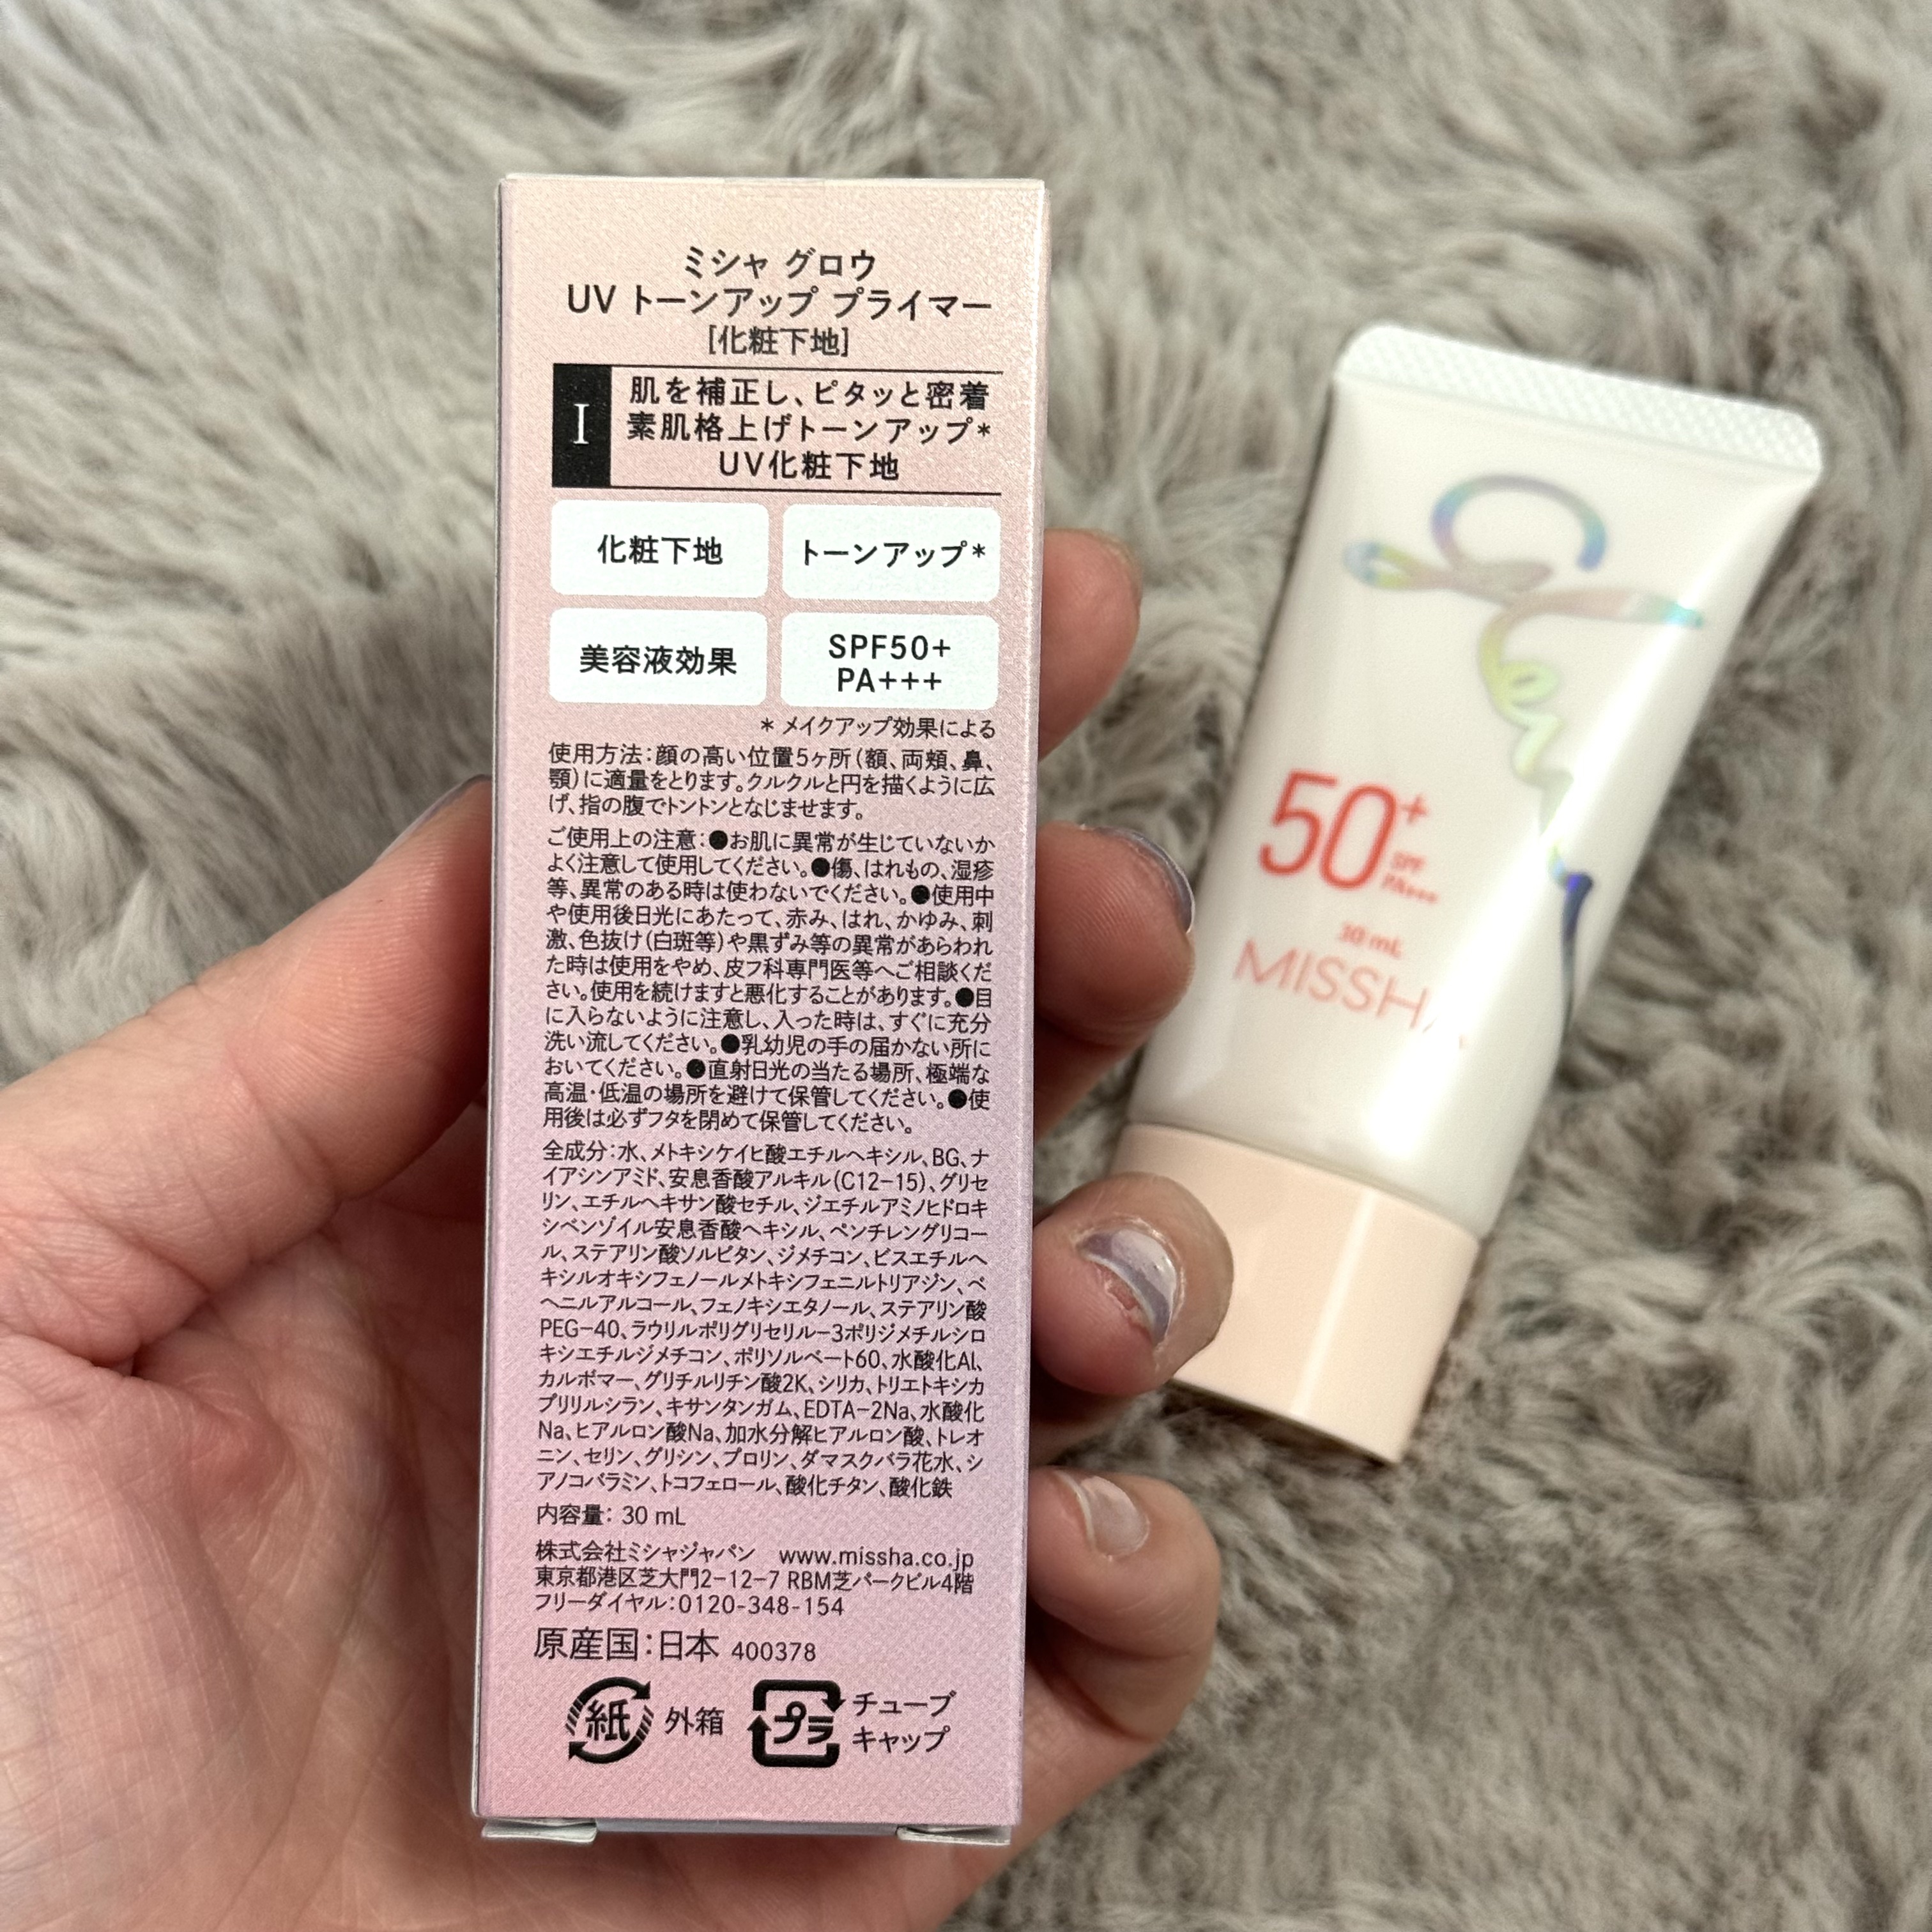 ミシャ グロウ
UV トーンアップ プライマー
[化粧下地]
I
肌を補正し、ピタッと密着
素肌格上げトーンアップ*
UV化粧下地
化粧下地
トーンアップ*
美容液効果
SPF50+
PA+++
* メイクアップ効果による
使用方法:顔の高い位置5ヶ所(額、両頬、鼻、
顎)に適量をとります。クルクルと円を描くように広
げ、指の腹でトントンとなじませます。
ご使用上の注意:●お肌に異常が生じていないか
よく注意して使用してください。●傷、はれもの、湿疹
等、異常のある時は使わないでください。●使用中
や使用後日光にあたって、赤み、はれ、かゆみ、刺
激、色抜け(白斑等)や黒ずみ等の異常があらわれ
た時は使用をやめ、皮フ科専門医等へご相談くだ
さい。使用を続けますと悪化することがあります。●目
に入らないように注意し、入った時は、すぐに充分
洗い流してください。●乳幼児の手の届かない所に
おいてください。●直射日光の当たる場所、極端な
高温・低温の場所を避けて保管してください。●使
用後は必ずフタを閉めて保管してください。
全成分:水、メトキシケイヒ酸エチルヘキシル、BG、ナ
イアシンアミド、安息香酸アルキル(C12-15)、グリセ
リン、エチルヘキサン酸セチル、ジエチルアミノヒドロキ
シベンゾイル安息香酸ヘキシル、ペンチレングリコー
ル、ステアリン酸ソルビタン、ジメチコン、ビスエチルヘ
キシルオキシフェノールメトキシフェニルトリアジン、ベ
ヘニルアルコール、フェノキシエタノール、ステアリン酸
PEG-40、ラウリルポリグリセリル-3ポリジメチルシロ
キシエチルジメチコン、ポリソルベート60、水酸化Al、
カルボマー、グリチルリチン酸2K、シリカ、トリエトキシカ
プリリルシラン、キサンタンガム、EDTA-2Na、水酸化
Na、ヒアルロン酸Na、加水分解ヒアルロン酸、トレオ
ニン、セリン、グリシン、プロリン、ダマスクバラ花水、シ
アノコバラミン、トコフェロール、酸化チタン、酸化鉄
内容量: 30 mL
株式会社ミシャジャパン www.missha.co.jp
東京都港区芝大門2-12-7 RBM芝パークビル4階
フリーダイヤル:0120-348-154
原産国:日本 400378
紙 外箱 プラ チューブ
キャップ
50+
SPF
PA+++
30 mL
MISSHA